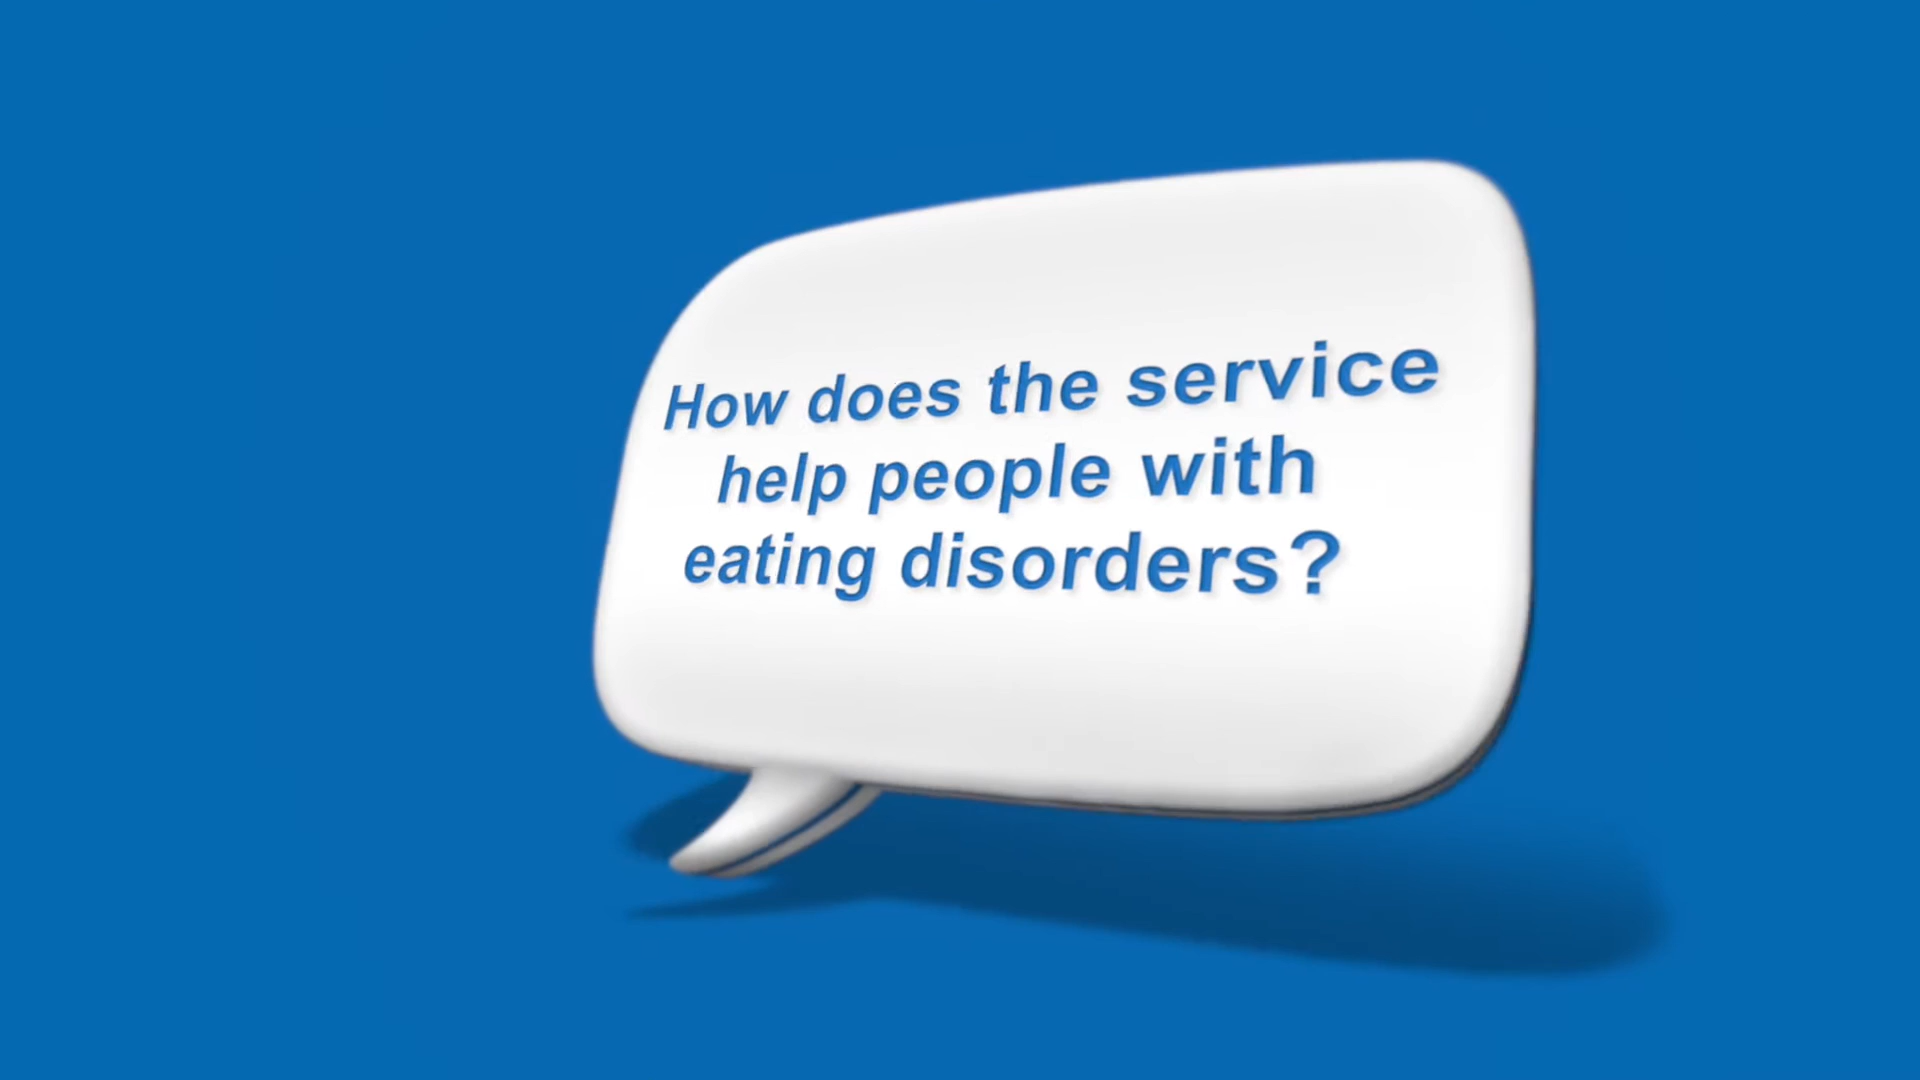 How does the service
help people with
eating disorders?